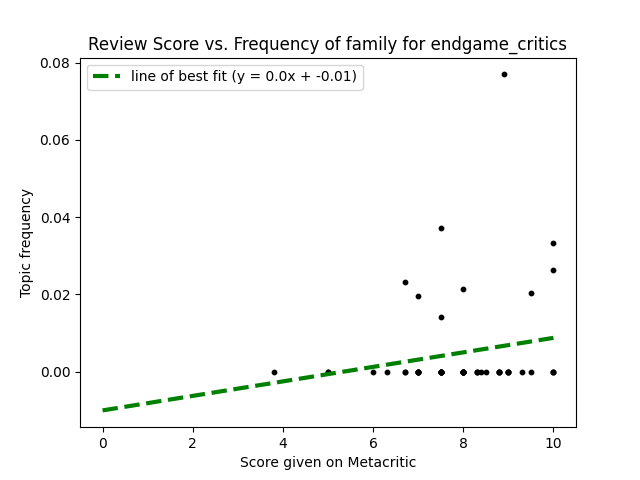 Review Score vs. Frequency of family for endgame_critics
line of best fit (y = 0.0x + -0.01)
0.08
0.06
0.04
0.02
0.00
Topic frequency
0 2 4 6 8 10
Score given on Metacritic